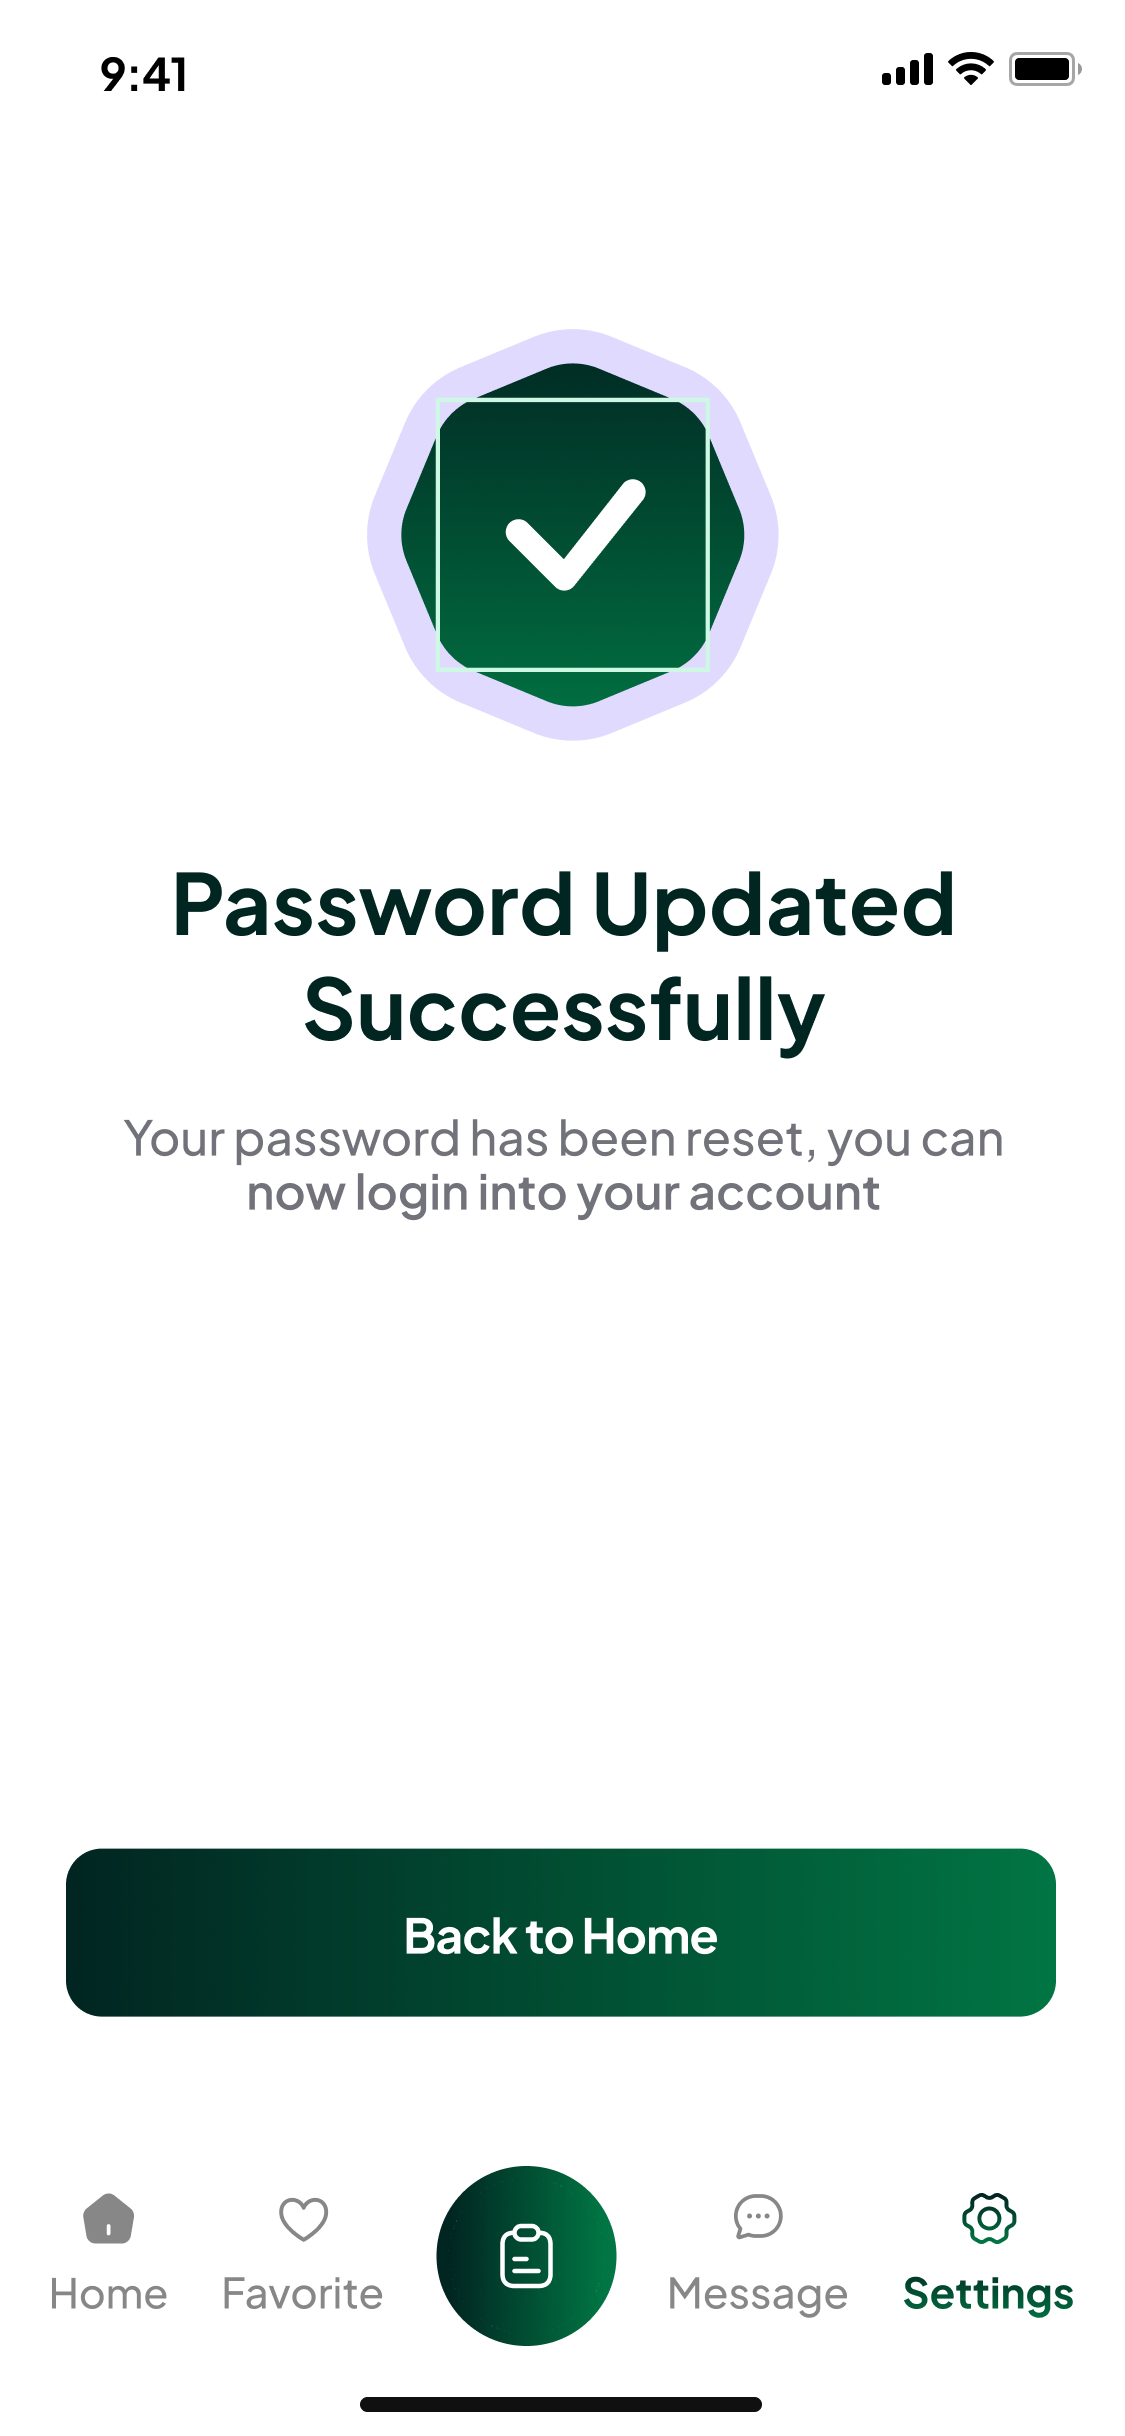 9:41
Password Updated
Successfully
Your password has been reset, you can
now login into your account
Back to Home
Home
Favorite
Message
Settings